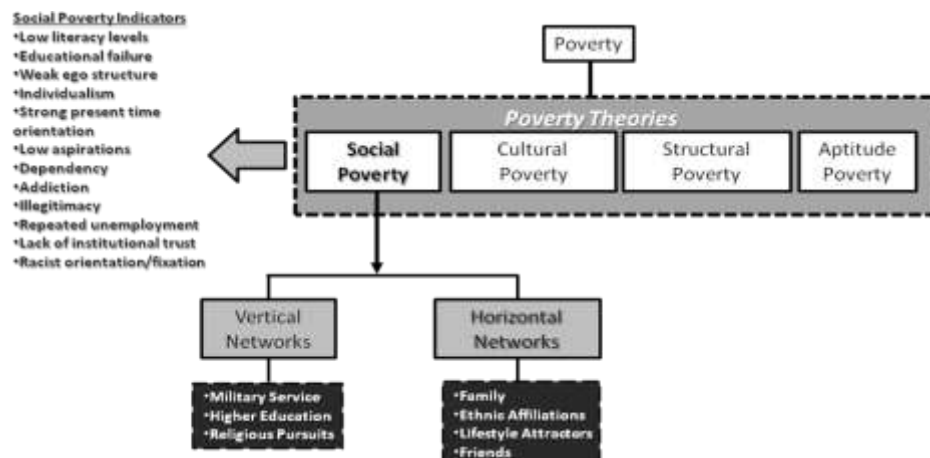 Social Poverty Indicators
•Low literacy levels
•Educational failure
•Weak ego structure
•Individualism
•Strong present time
orientation
•Low aspirations
•Dependency
•Addiction
•Illegitimacy
•Repeated unemployment
•Lack of institutional trust
•Racist orientation/fixation
Poverty
Poverty Theories
Social
Poverty
Cultural
Poverty
Structural
Poverty
Aptitude
Poverty
Vertical
Networks
Horizontal
Networks
•Military Service
•Higher Education
•Religious Pursuits
•Family
•Ethnic Affiliations
•Lifestyle Attractors
•Friends